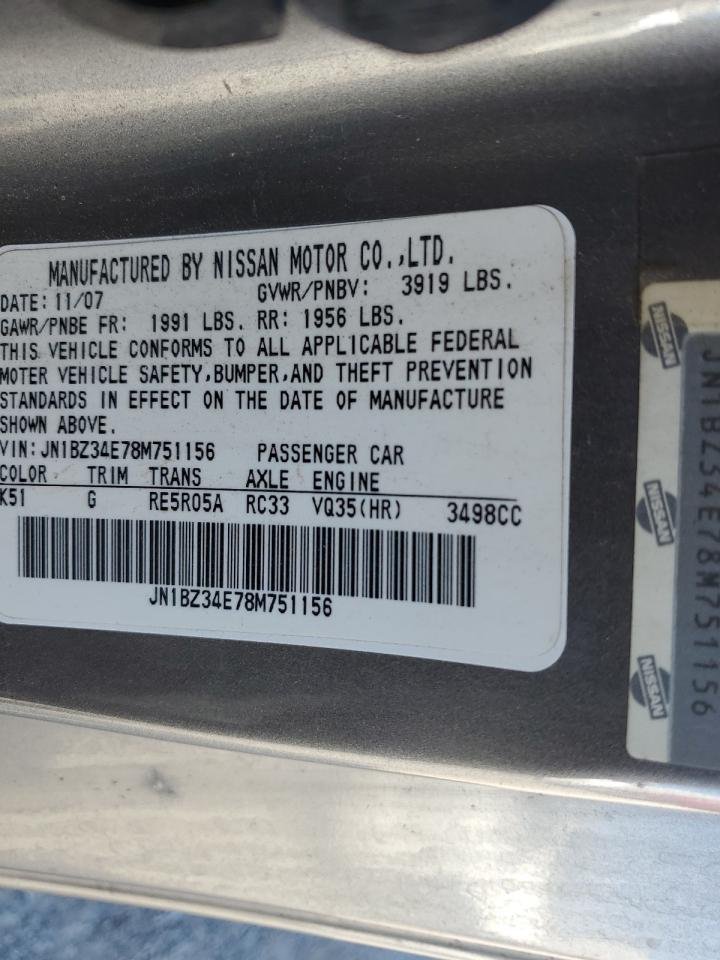 MANUFACTURED BY NISSAN MOTOR CO.,LTD.
DATE: 11/07 GVWR/PNBV: 3919 LBS.
GAWR/PNBE FR: 1991 LBS. RR: 1956 LBS.
THIS VEHICLE CONFORMS TO ALL APPLICABLE FEDERAL
MOTER VEHICLE SAFETY,BUMPER,AND THEFT PREVENTION
STANDARDS IN EFFECT ON THE DATE OF MANUFACTURE
SHOWN ABOVE.
VIN: JN1BZ34E78M751156 PASSENGER CAR
COLOR TRIM TRANS AXLE ENGINE
K51 G RE5R05A RC33 VQ35(HR) 3498CC
JN1BZ34E78M751156
NISSAN
NISSAN
NISSAN
JN1BZ34E78M751156